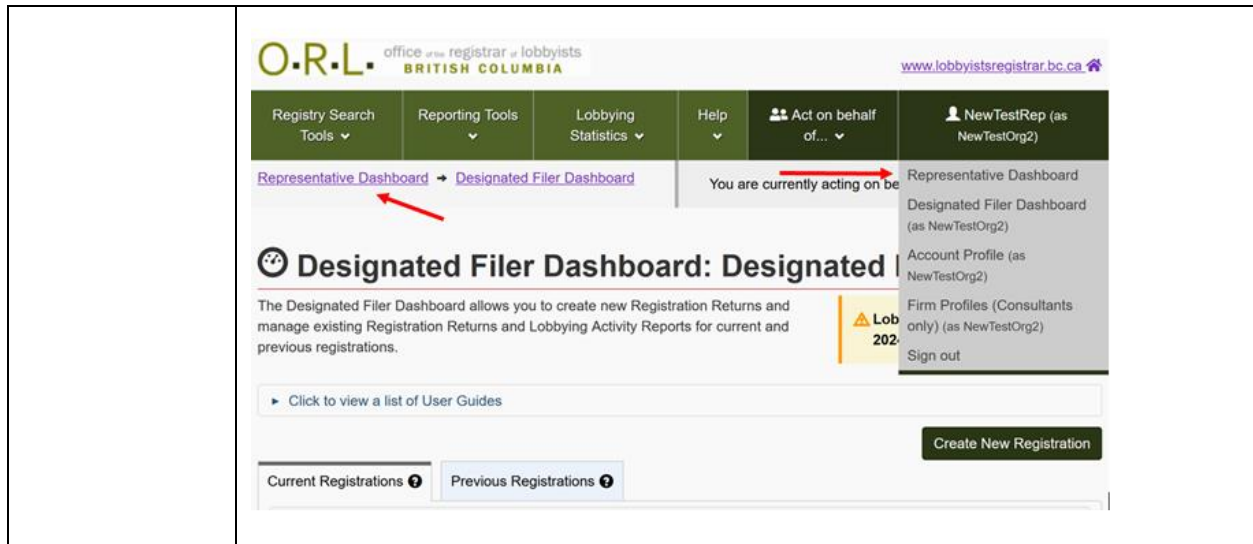 O.R.L. office of the registrar of lobbyists
BRITISH COLUMBIA
www.lobbyistsregistrar.bc.ca
Registry Search Tools
Reporting Tools
Lobbying Statistics
Help
Act on behalf of...
NewTestRep (as NewTestOrg2)
Representative Dashboard → Designated Filer Dashboard
You are currently acting on be
Representative Dashboard
Designated Filer Dashboard
(as NewTestOrg2)
Account Profile (as
NewTestOrg2)
Firm Profiles (Consultants
only) (as NewTestOrg2)
Sign out
Designated Filer Dashboard: Designated
The Designated Filer Dashboard allows you to create new Registration Returns and
manage existing Registration Returns and Lobbying Activity Reports for current and
previous registrations.
Lob
202
Click to view a list of User Guides
Create New Registration
Current Registrations
Previous Registrations